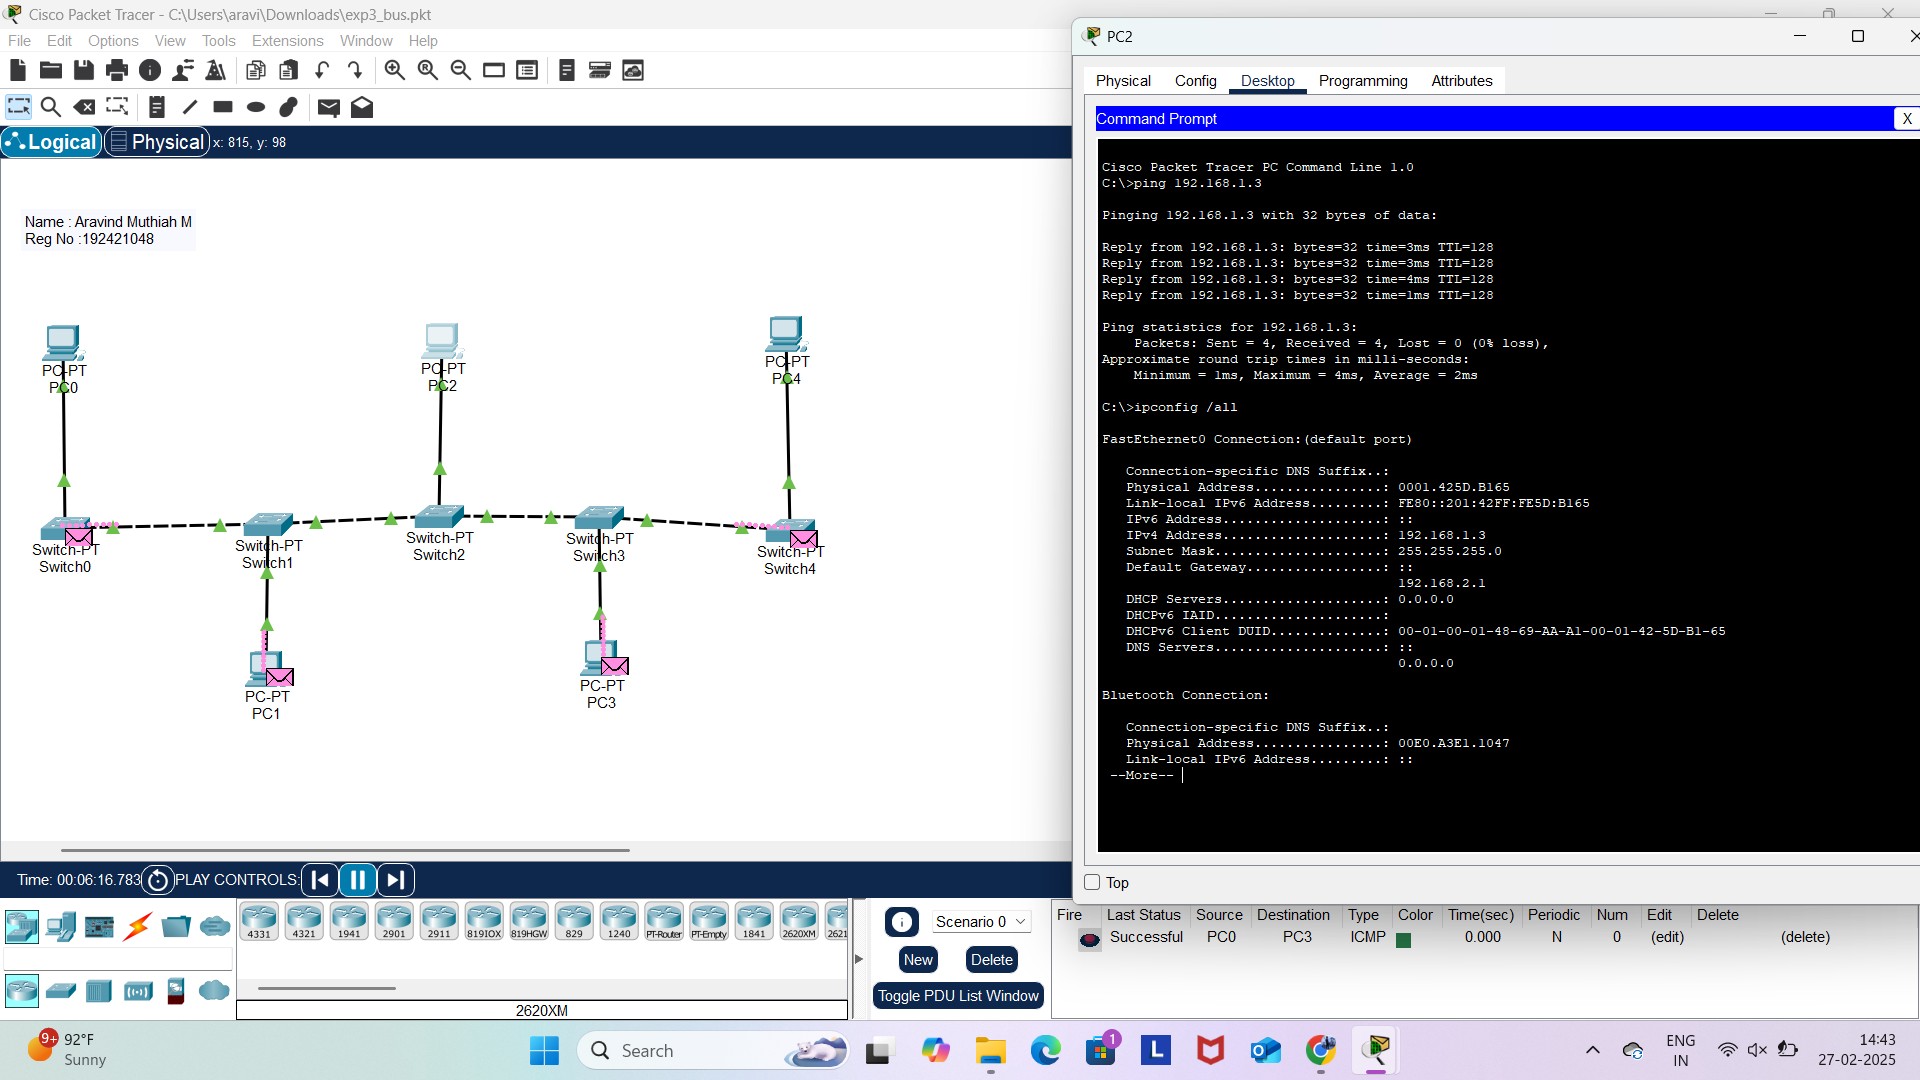 Cisco Packet Tracer - C:\Users\aravi\Downloads\exp3_bus.pkt
File Edit Options View Tools Extensions Window Help
Logical Physical x: 815, y: 98
Name : Aravind Muthiah M
Reg No :192421048
PC-PT
PC0
PC-PT
PC2
PC-PT
PC4
Switch-PT
Switch0
Switch-PT
Switch1
Switch-PT
Switch2
Switch-PT
Switch3
Switch-PT
Switch4
PC-PT
PC1
PC-PT
PC3
PC2
Physical Config Desktop Programming Attributes
Command Prompt X
Cisco Packet Tracer PC Command Line 1.0
C:\>ping 192.168.1.3
Pinging 192.168.1.3 with 32 bytes of data:
Reply from 192.168.1.3: bytes=32 time=3ms TTL=128
Reply from 192.168.1.3: bytes=32 time=3ms TTL=128
Reply from 192.168.1.3: bytes=32 time=4ms TTL=128
Reply from 192.168.1.3: bytes=32 time=1ms TTL=128
Ping statistics for 192.168.1.3:
Packets: Sent = 4, Received = 4, Lost = 0 (0% loss),
Approximate round trip times in milli-seconds:
Minimum = 1ms, Maximum = 4ms, Average = 2ms
C:\>ipconfig /all
FastEthernet0 Connection:(default port)
Connection-specific DNS Suffix..:
Physical Address................: 0001.425D.B165
Link-local IPv6 Address.........: FE80::201:42FF:FE5D:B165
IPv6 Address....................: ::
IPv4 Address....................: 192.168.1.3
Subnet Mask.....................: 255.255.255.0
Default Gateway.................: ::
192.168.2.1
DHCP Servers....................: 0.0.0.0
DHCPv6 IAID.....................:
DHCPv6 Client DUID..............: 00-01-00-01-48-69-AA-A1-00-01-42-5D-B1-65
DNS Servers.....................: ::
0.0.0.0
Bluetooth Connection:
Connection-specific DNS Suffix..:
Physical Address................: 00E0.A3E1.1047
Link-local IPv6 Address.........: ::
--More--
Top
Time: 00:06:16.783 PLAY CONTROLS:
4331 4321 1941 2901 2911 819IOX 819HGW 829 1240 PT-Router PT-Empty 1841 2620XM 2621
2620XM
Scenario 0
New Delete
Toggle PDU List Window
Fire Last Status Source Destination Type Color Time(sec) Periodic Num Edit Delete
Successful PC0 PC3 ICMP 0.000 N 0 (edit) (delete)
9+ 92°F
Sunny
Search
1
L
ENG
IN
14:43
27-02-2025